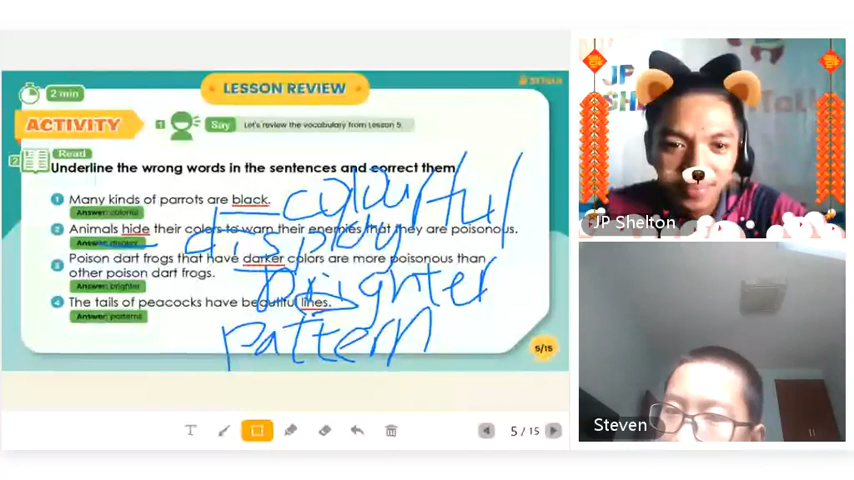 LESSON REVIEW
2 min
ACTIVITY
1
Say
Let's review the vocabulary from Lesson 5.
2
Read
Underline the wrong words in the sentences and correct them
1 Many kinds of parrots are black.
Answer: colorful
colourful
2 Animals hide their colors to warn their enemies that they are poisonous.
Answer: display
display
3 Poison dart frogs that have darker colors are more poisonous than
other poison dart frogs.
Answer: brighter
brighter
4 The tails of peacocks have beautiful lines.
Answer: patterns
pattern
5/15
T
5 / 15
JP
JP Shelton
Steven